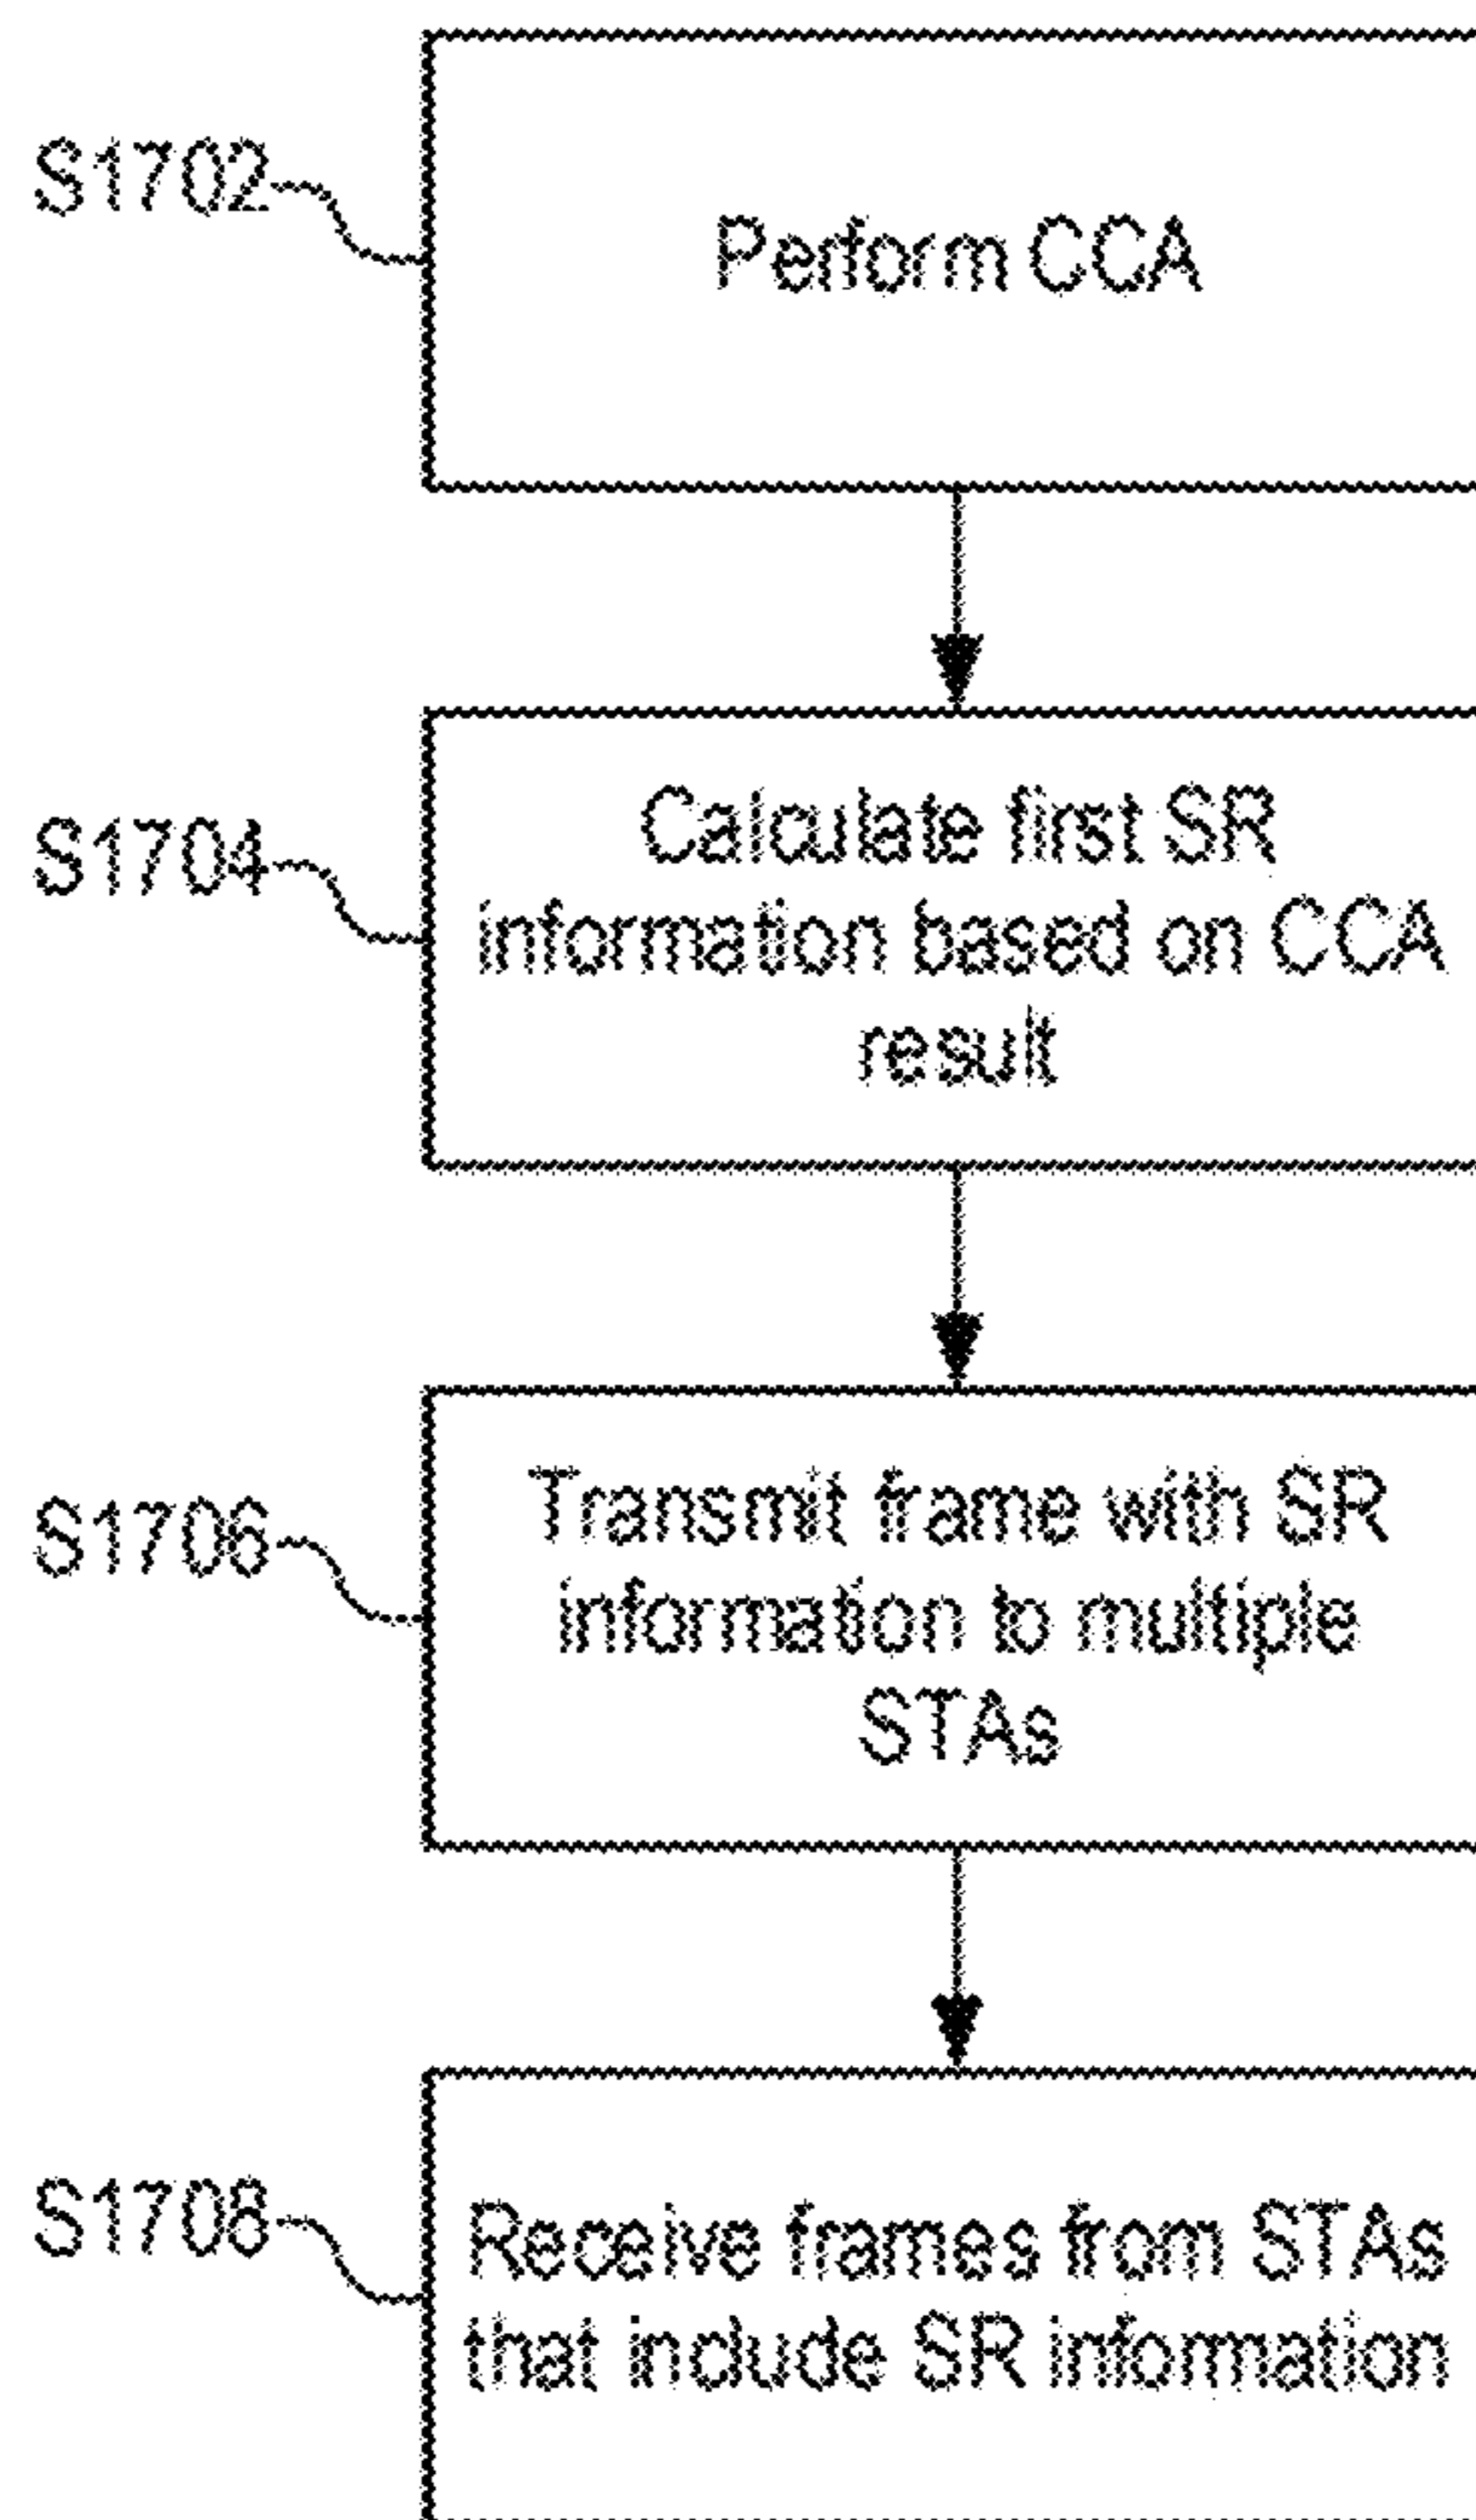 S1702
Perform CCA
S1704
Calculate first SR
information based on CCA
result
S1706
Transmit frame with SR
information to multiple
STAs
S1708
Receive frames from STAs
that include SR information